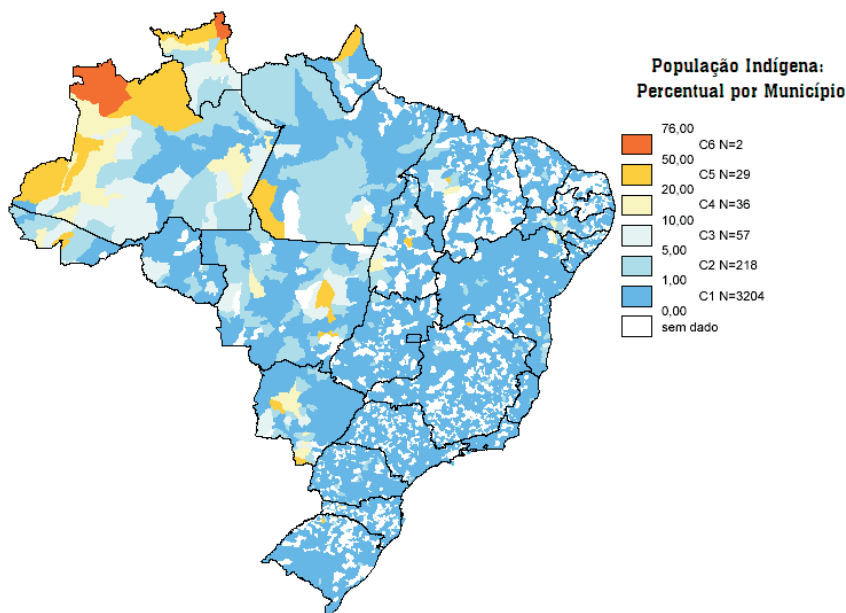 População Indígena:
Percentual por Município
76,00
C6 N=2
50,00
C5 N=29
20,00
C4 N=36
10,00
C3 N=57
5,00
C2 N=218
1,00
C1 N=3204
0,00
sem dado